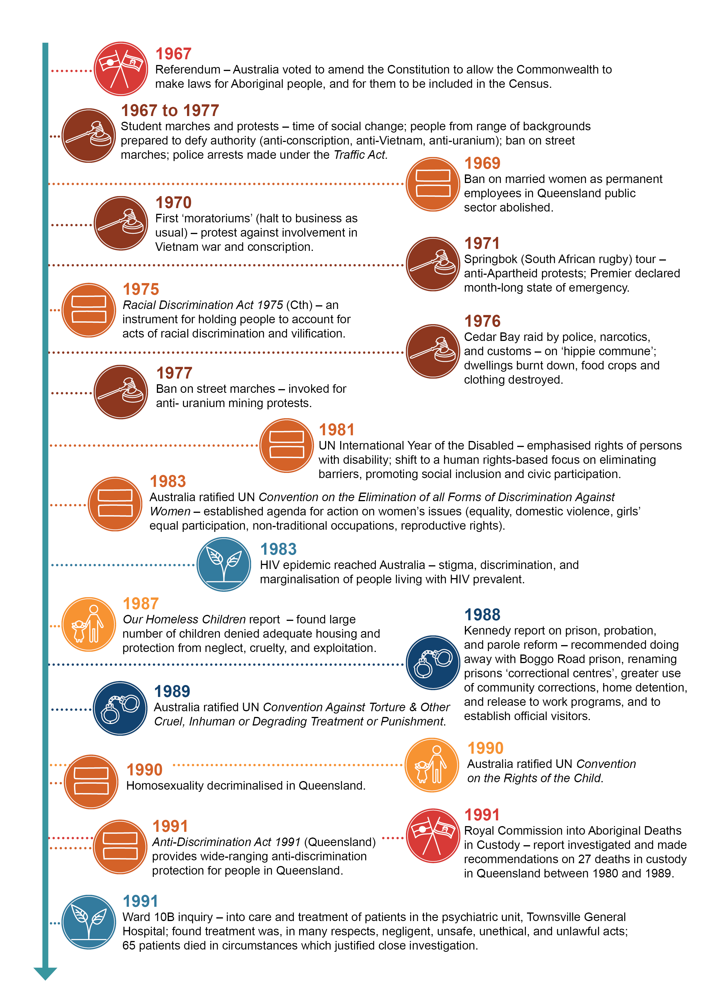 1967
Referendum – Australia voted to amend the Constitution to allow the Commonwealth to
make laws for Aboriginal people, and for them to be included in the Census.
1967 to 1977
Student marches and protests – time of social change; people from range of backgrounds
prepared to defy authority (anti-conscription, anti-Vietnam, anti-uranium); ban on street
marches; police arrests made under the Traffic Act.
1969
Ban on married women as permanent
employees in Queensland public
sector abolished.
1970
First ‘moratoriums’ (halt to business as
usual) – protest against involvement in
Vietnam war and conscription.
1971
Springbok (South African rugby) tour –
anti-Apartheid protests; Premier declared
month-long state of emergency.
1975
Racial Discrimination Act 1975 (Cth) – an
instrument for holding people to account for
acts of racial discrimination and vilification.
1976
Cedar Bay raid by police, narcotics,
and customs – on ‘hippie commune’;
dwellings burnt down, food crops and
clothing destroyed.
1977
Ban on street marches – invoked for
anti- uranium mining protests.
1981
UN International Year of the Disabled – emphasised rights of persons
with disability; shift to a human rights-based focus on eliminating
barriers, promoting social inclusion and civic participation.
1983
Australia ratified UN Convention on the Elimination of all Forms of Discrimination Against
Women – established agenda for action on women’s issues (equality, domestic violence, girls’
equal participation, non-traditional occupations, reproductive rights).
1983
HIV epidemic reached Australia – stigma, discrimination, and
marginalisation of people living with HIV prevalent.
1987
Our Homeless Children report – found large
number of children denied adequate housing and
protection from neglect, cruelty, and exploitation.
1988
Kennedy report on prison, probation,
and parole reform – recommended doing
away with Boggo Road prison, renaming
prisons ‘correctional centres’, greater use
of community corrections, home detention,
and release to work programs, and to
establish official visitors.
1989
Australia ratified UN Convention Against Torture & Other
Cruel, Inhuman or Degrading Treatment or Punishment.
1990
Australia ratified UN Convention
on the Rights of the Child.
1990
Homosexuality decriminalised in Queensland.
1991
Royal Commission into Aboriginal Deaths
in Custody – report investigated and made
recommendations on 27 deaths in custody
in Queensland between 1980 and 1989.
1991
Anti-Discrimination Act 1991 (Queensland)
provides wide-ranging anti-discrimination
protection for people in Queensland.
1991
Ward 10B inquiry – into care and treatment of patients in the psychiatric unit, Townsville General
Hospital; found treatment was, in many respects, negligent, unsafe, unethical, and unlawful acts;
65 patients died in circumstances which justified close investigation.